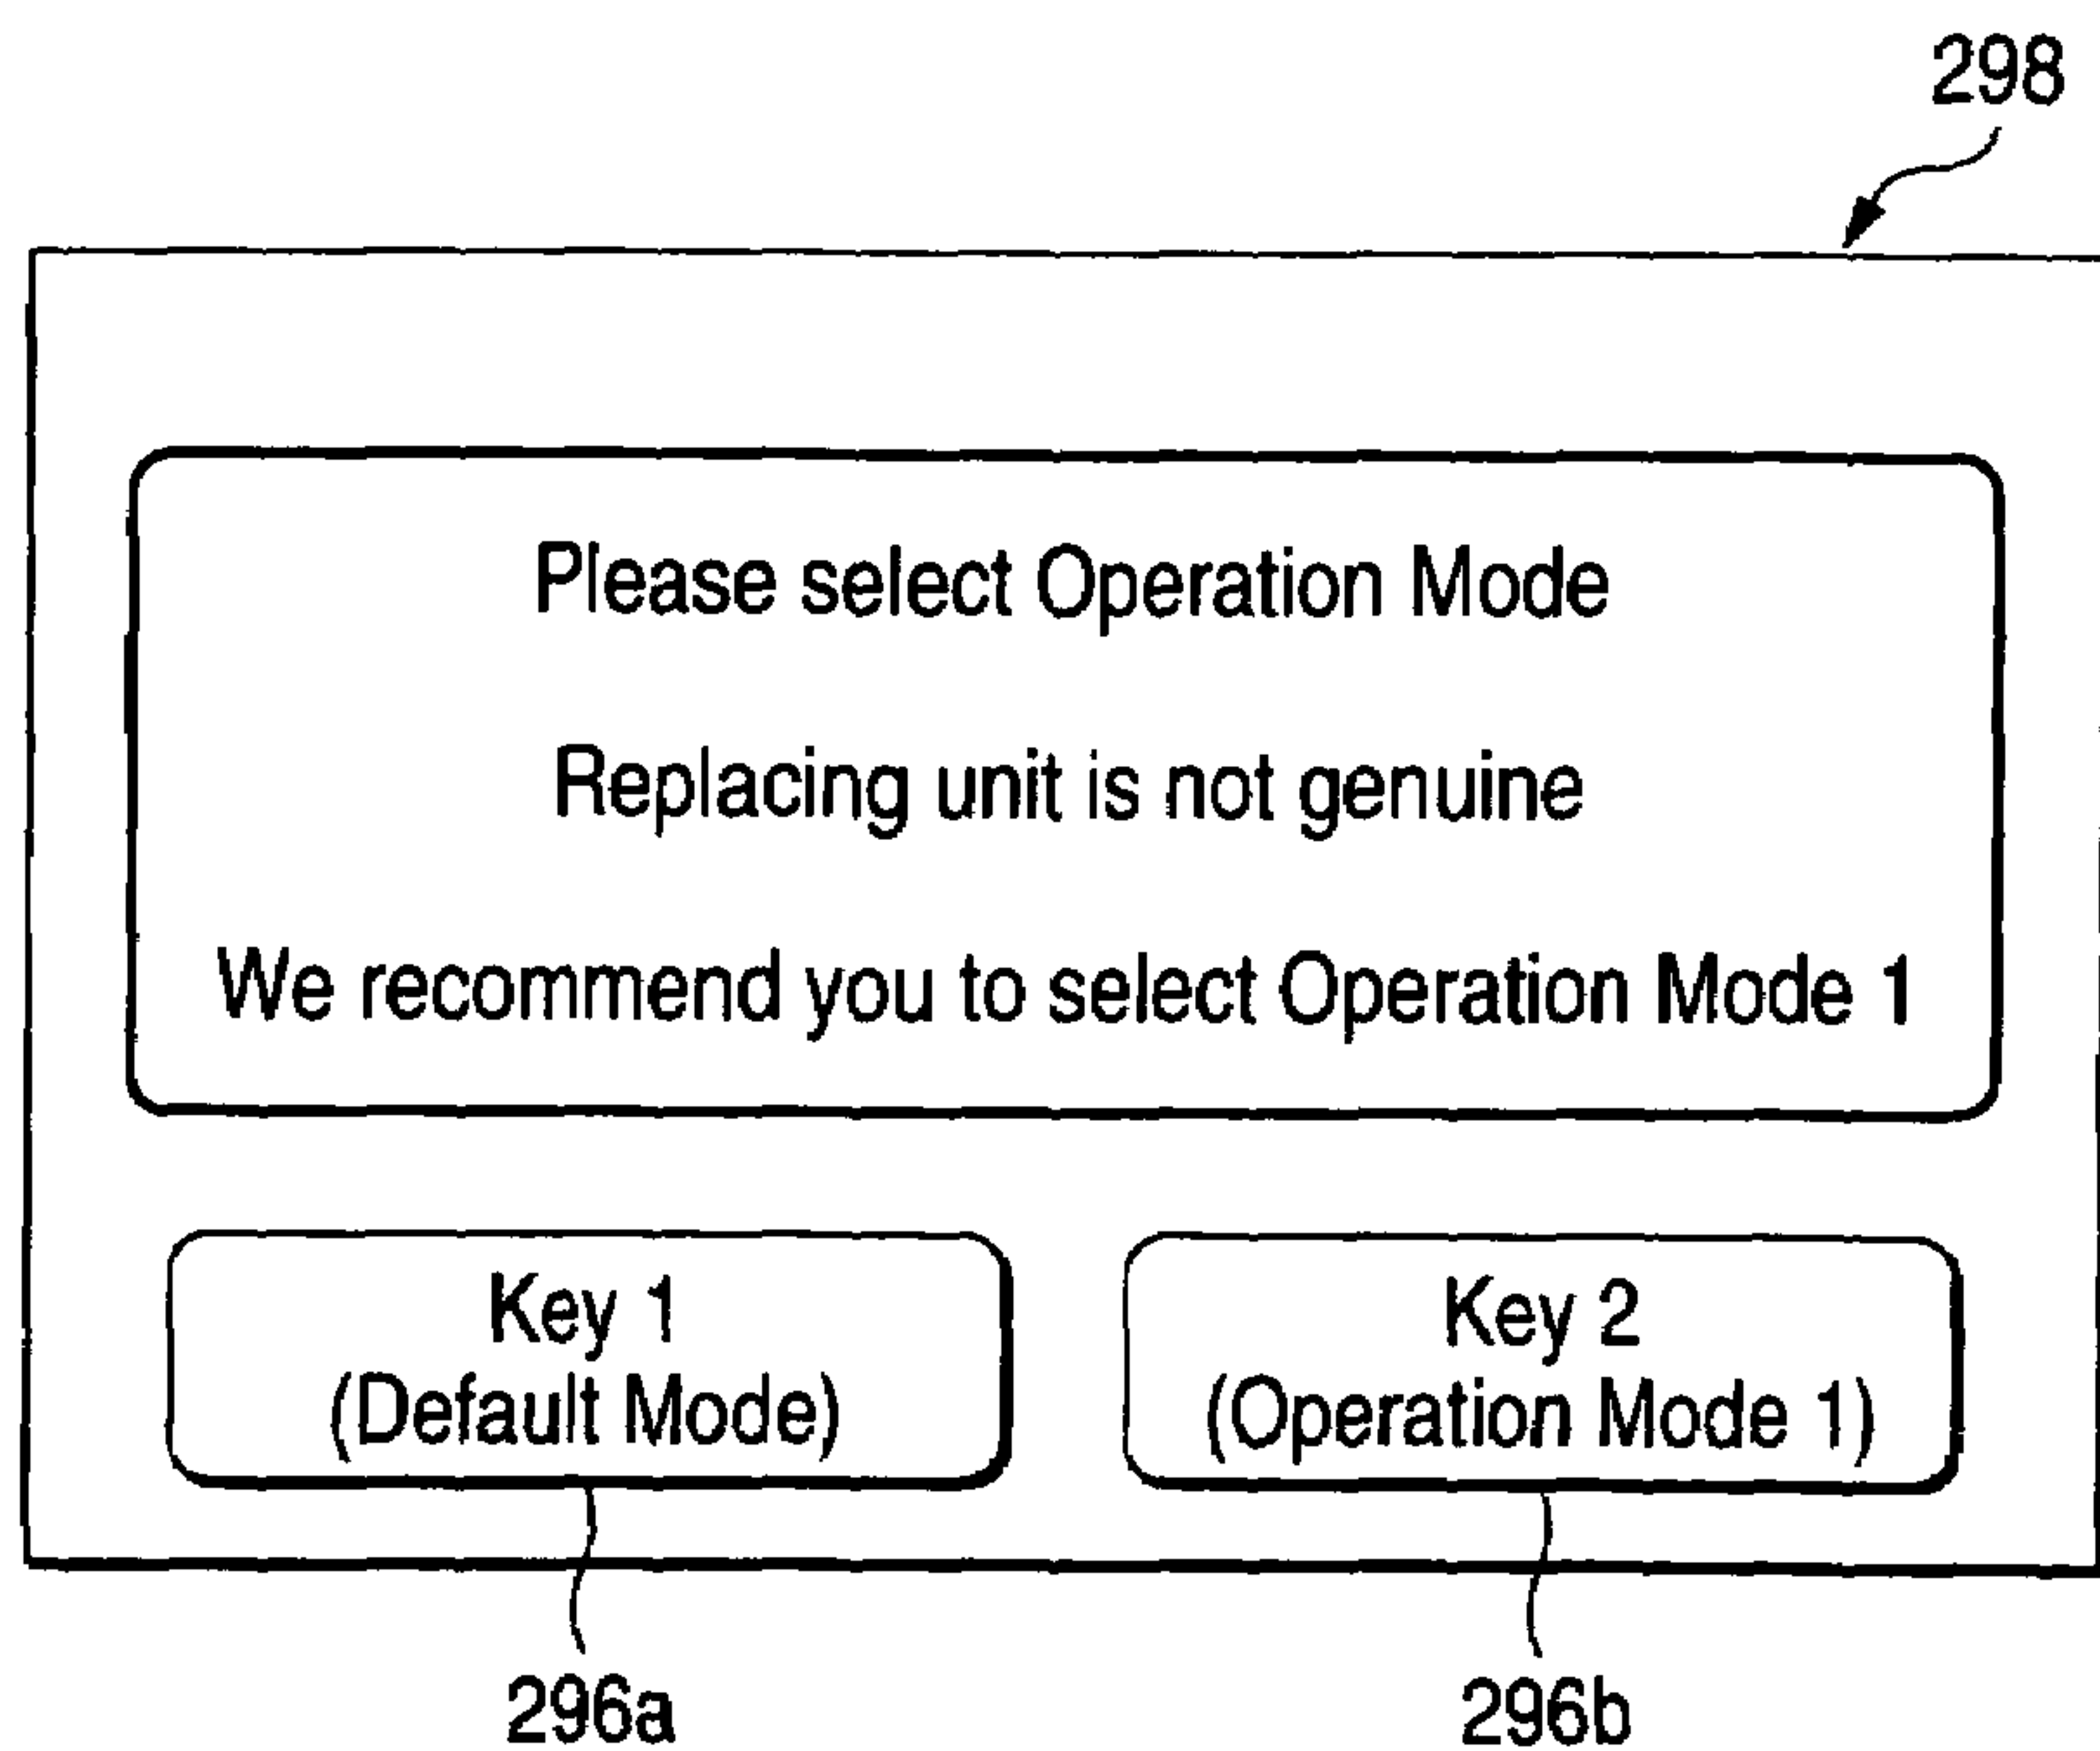 298
Please select Operation Mode
Replacing unit is not genuine
We recommend you to select Operation Mode 1
Key 1
(Default Mode)
Key 2
(Operation Mode 1)
296a
296b